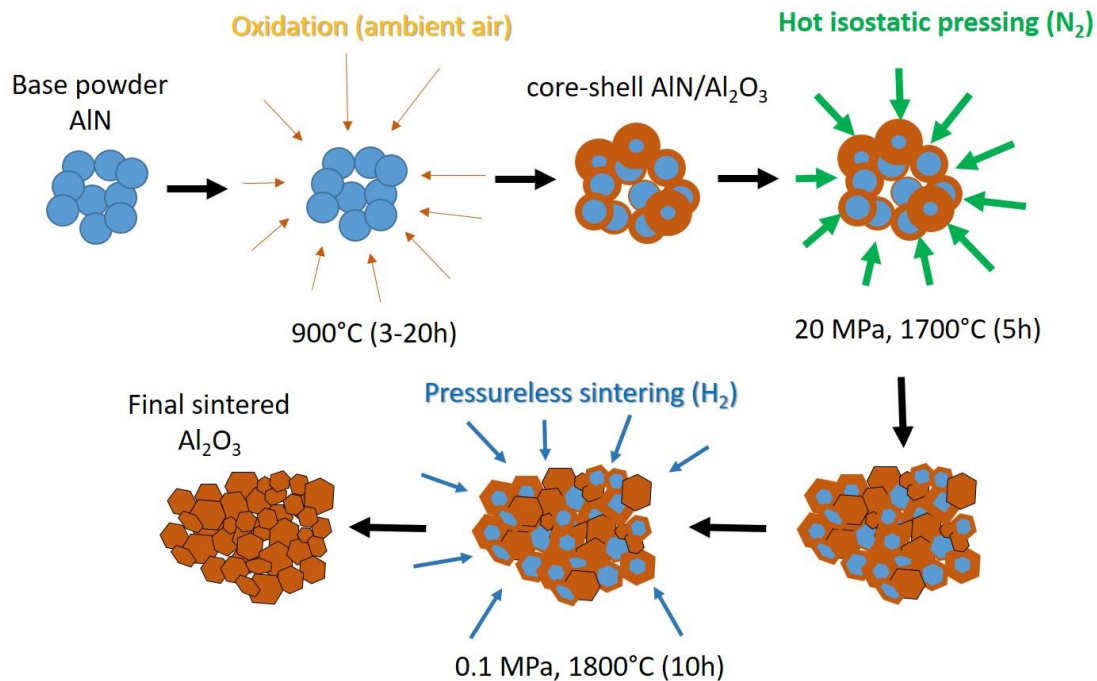 Oxidation (ambient air)
Hot isostatic pressing (N₂)
Base powder
AlN
core-shell AlN/Al₂O₃
900°C (3-20h)
20 MPa, 1700°C (5h)
Pressureless sintering (H₂)
Final sintered
Al₂O₃
0.1 MPa, 1800°C (10h)